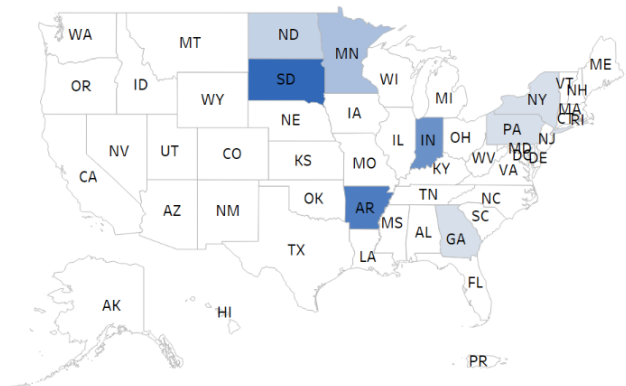 WA
MT
ND
MN
ME
OR
ID
SD
WI
VT
NH
WY
MI
NY
MA
CT
RI
NE
IA
PA
NJ
NV
UT
CO
IL
IN
OH
MD
DC
DE
CA
KS
MO
KY
WV
VA
AZ
NM
OK
AR
TN
NC
SC
TX
MS
AL
GA
LA
FL
AK
HI
PR